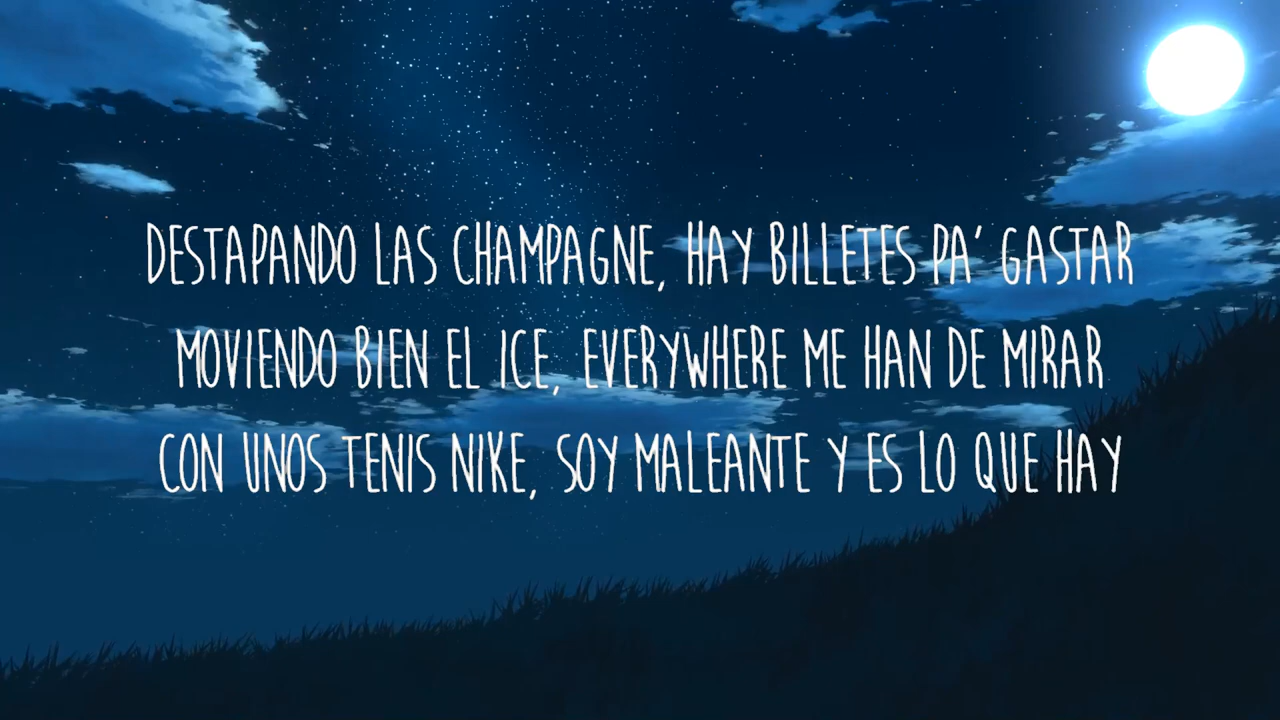 DESTAPANDO LAS CHAMPAGNE, HAY BILLETES PA' GASTAR
MOVIENDO BIEN EL ICE, EVERYWHERE ME HAN DE MIRAR
CON UNOS TENIS NIKE, SOY MALEANTE Y ES LO QUE HAY